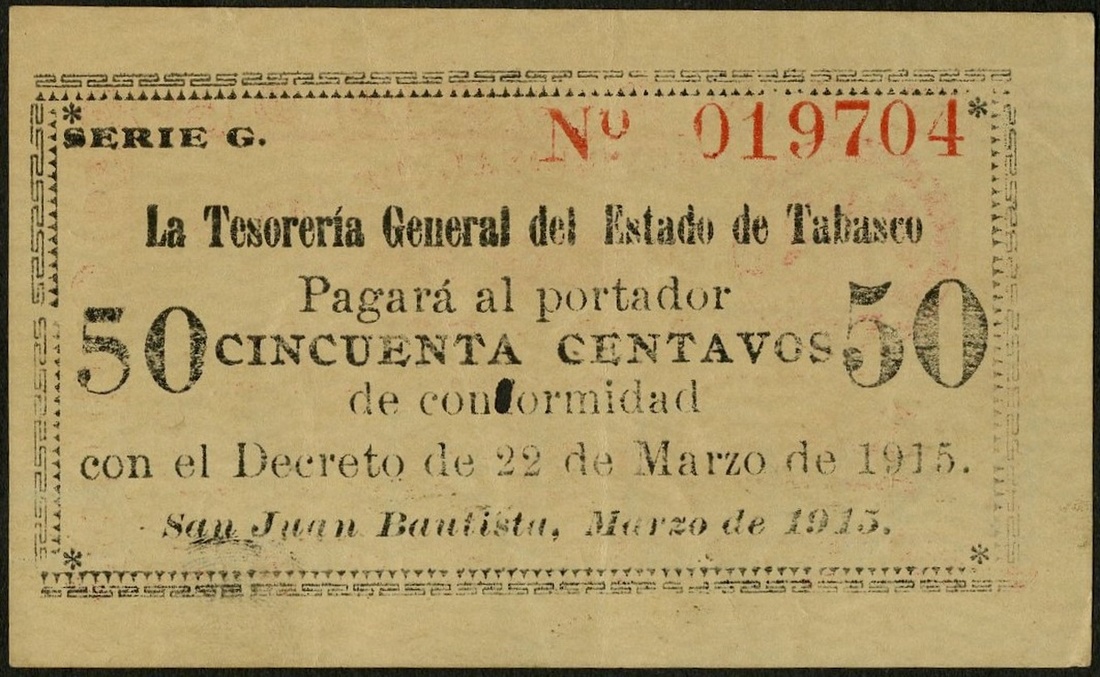 SERIE G. Nº 019704
La Tesorería General del Estado de Tabasco
Pagará al portador
50 CINCUENTA CENTAVOS 50
de conformidad
con el Decreto de 22 de Marzo de 1915.
San Juan Bautista, Marzo de 1915.